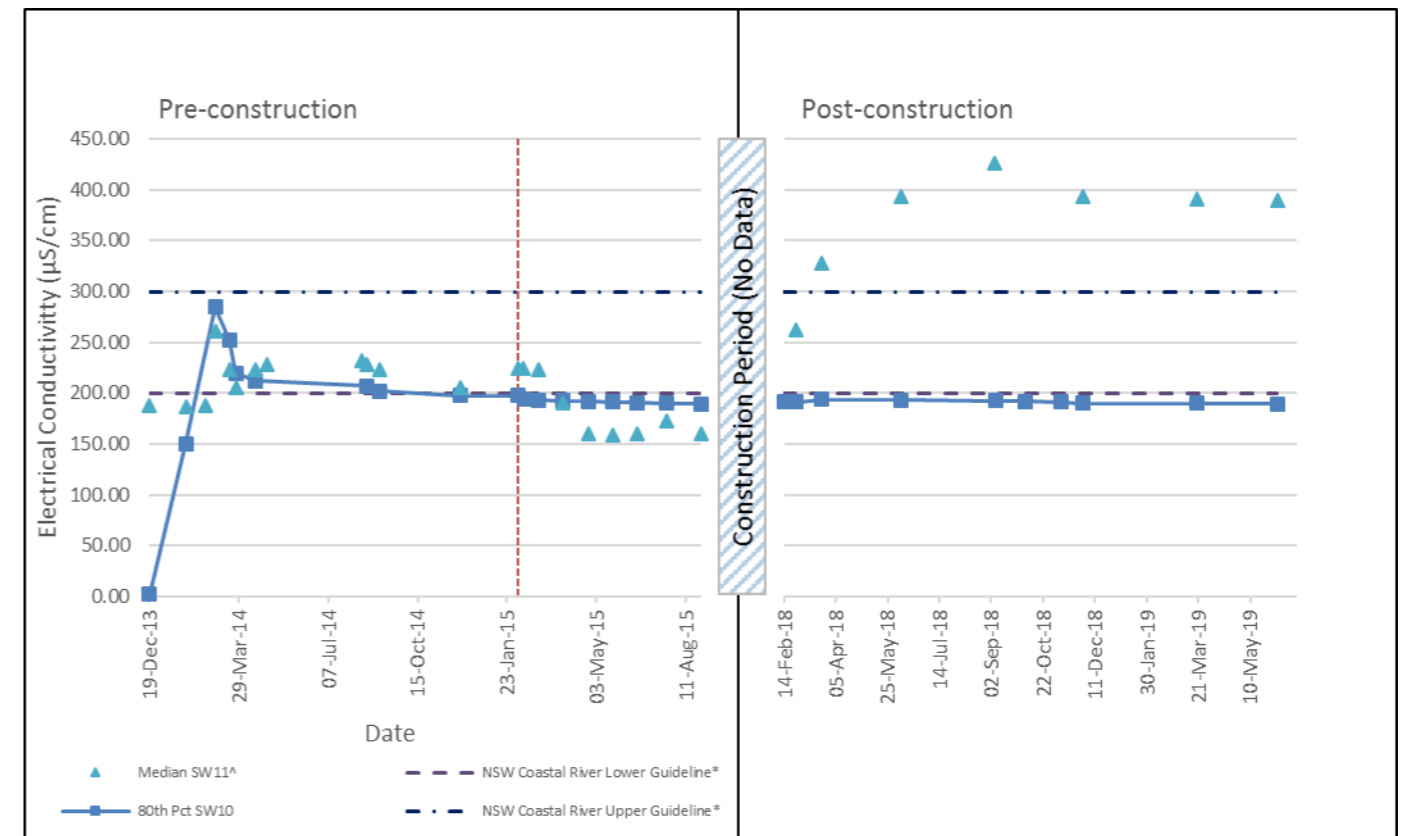 Pre-construction
Post-construction
Electrical Conductivity (µS/cm)
450.00
400.00
350.00
300.00
250.00
200.00
150.00
100.00
50.00
0.00
Construction Period (No Data)
19-Dec-13
29-Mar-14
07-Jul-14
15-Oct-14
23-Jan-15
03-May-15
11-Aug-15
14-Feb-18
05-Apr-18
25-May-18
14-Jul-18
02-Sep-18
22-Oct-18
11-Dec-18
30-Jan-19
21-Mar-19
10-May-19
Date
Median SW11^
NSW Coastal River Lower Guideline*
80th Pct SW10
NSW Coastal River Upper Guideline*